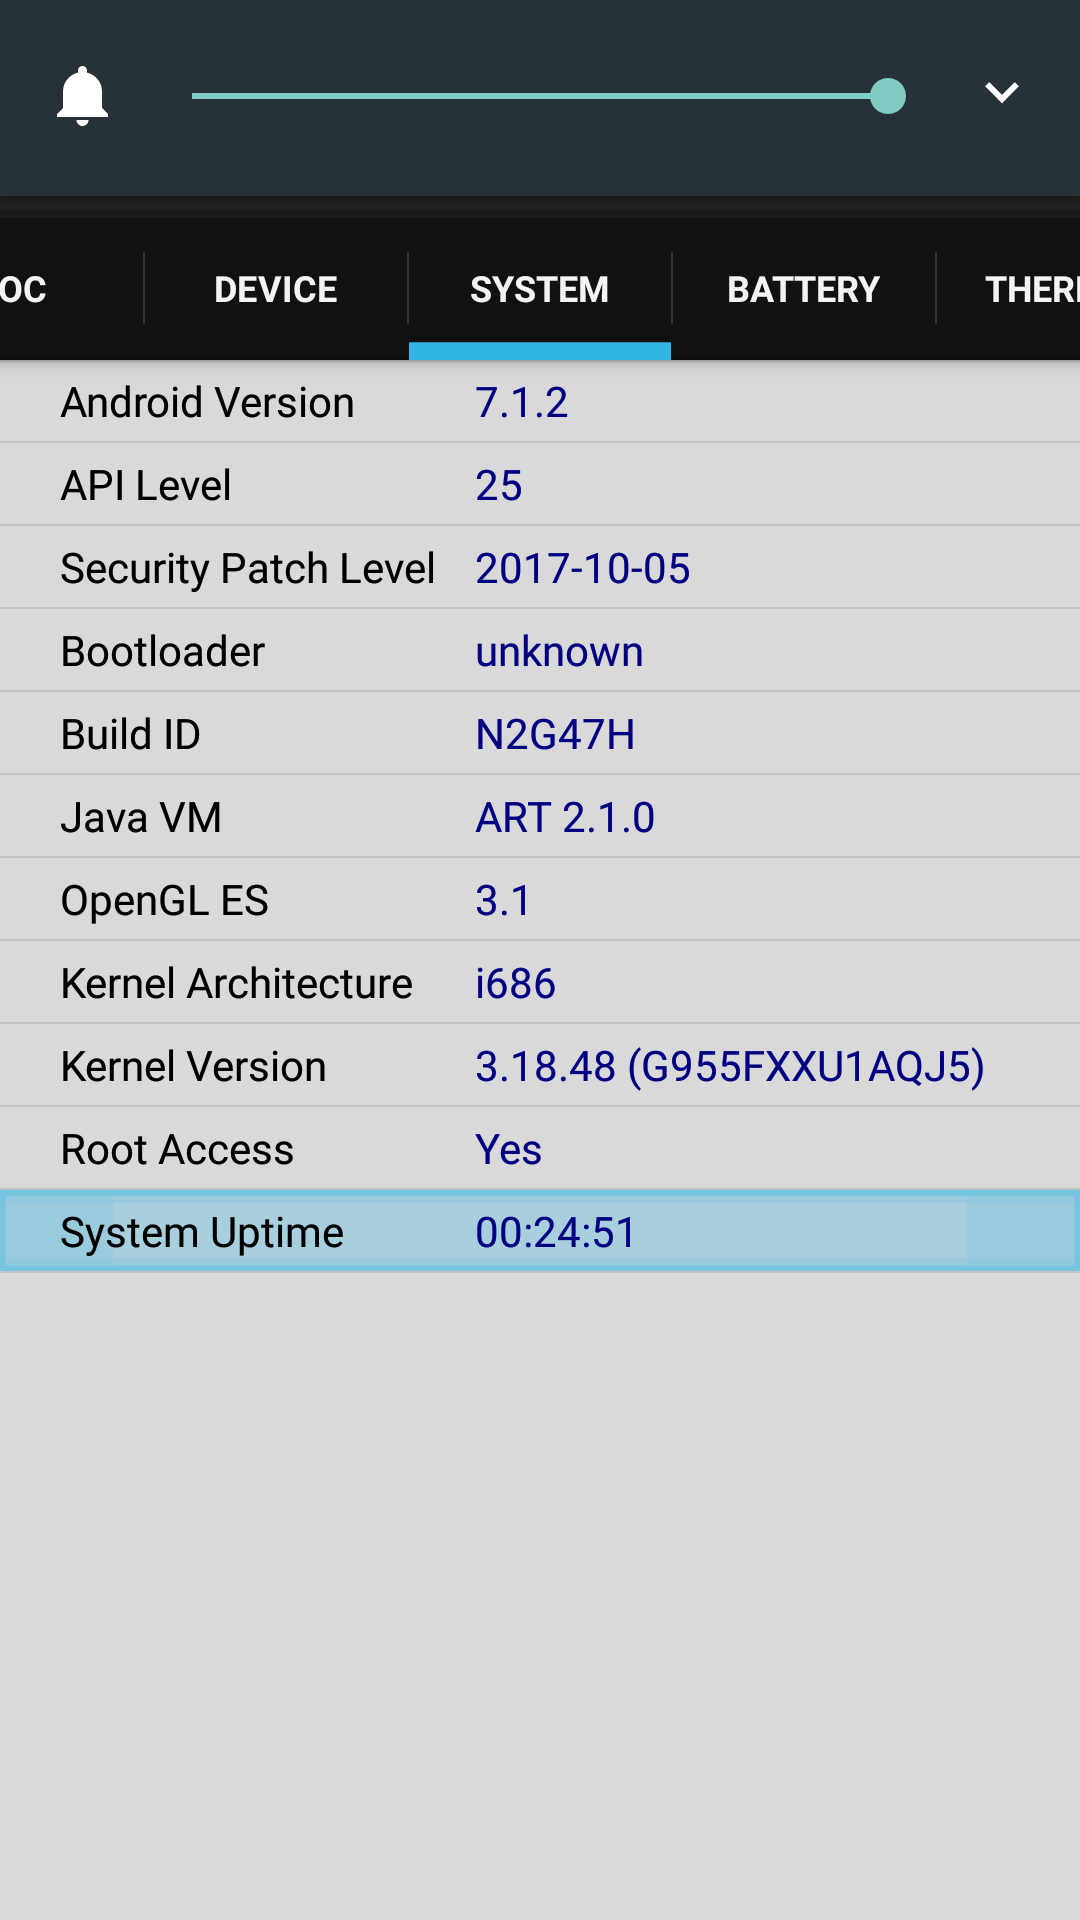 OC DEVICE SYSTEM BATTERY THER
Android Version 7.1.2
API Level 25
Security Patch Level 2017-10-05
Bootloader unknown
Build ID N2G47H
Java VM ART 2.1.0
OpenGL ES 3.1
Kernel Architecture i686
Kernel Version 3.18.48 (G955FXXU1AQJ5)
Root Access Yes
System Uptime 00:24:51